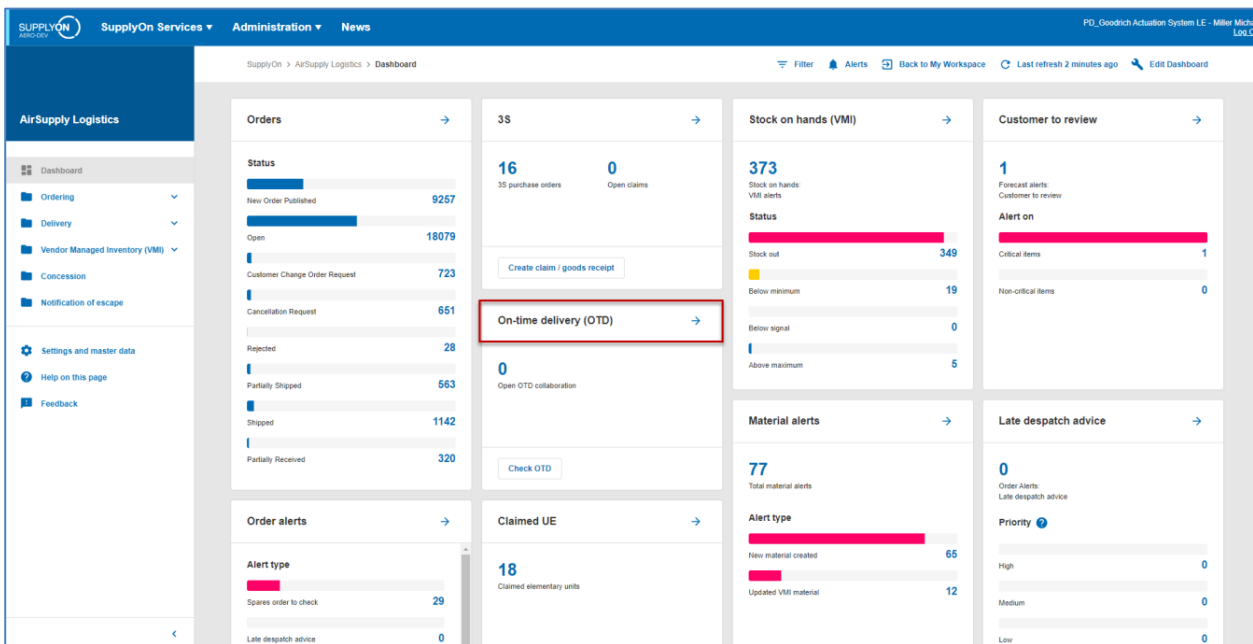 SUPPLYON
AERO-DEV
SupplyOn Services
Administration
News
PD_Goodrich Actuation System LE - Miller Micha
Log O
SupplyOn > AirSupply Logistics > Dashboard
Filter
Alerts
Back to My Workspace
Last refresh 2 minutes ago
Edit Dashboard
AirSupply Logistics
Dashboard
Ordering
Delivery
Vendor Managed Inventory (VMI)
Concession
Notification of escape
Settings and master data
Help on this page
Feedback
Orders
Status
New Order Published 9257
Open 18079
Customer Change Order Request 723
Cancellation Request 651
Rejected 28
Partially Shipped 563
Shipped 1142
Partially Received 320
Order alerts
Alert type
Spares order to check 29
Late despatch advice 0
3S
16 0
3S purchase orders Open claims
Create claim / goods receipt
On-time delivery (OTD)
0
Open OTD collaboration
Check OTD
Claimed UE
18
Claimed elementary units
Stock on hands (VMI)
373
Stock on hands:
VMI alerts
Status
Stock out 349
Below minimum 19
Below signal 0
Above maximum 5
Material alerts
77
Total material alerts
Alert type
New material created 65
Updated VMI material 12
Customer to review
1
Forecast alerts:
Customer to review
Alert on
Critical items 1
Non-critical items 0
Late despatch advice
0
Order Alerts:
Late despatch advice
Priority ?
High 0
Medium 0
Low 0